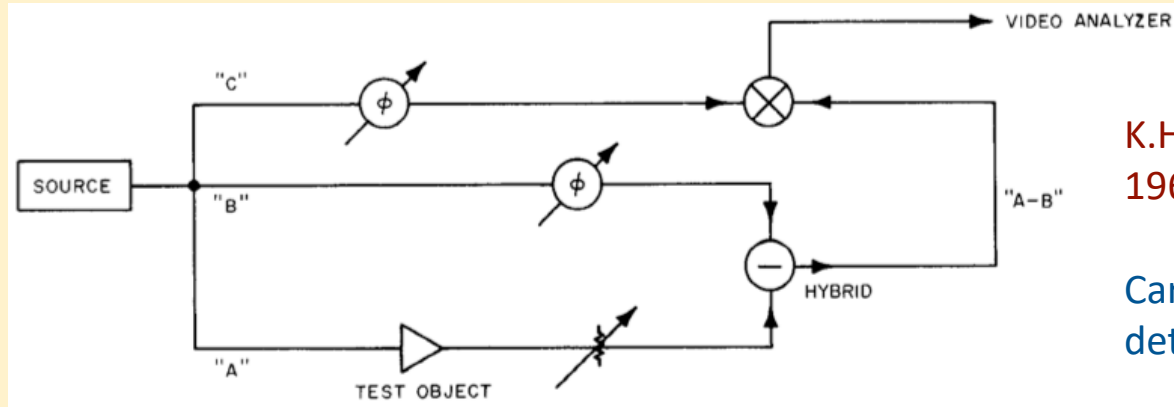 VIDEO ANALYZER
"C"
ϕ
SOURCE
"B"
ϕ
"A-B"
HYBRID
"A"
TEST OBJECT
K.H
196
Car
det